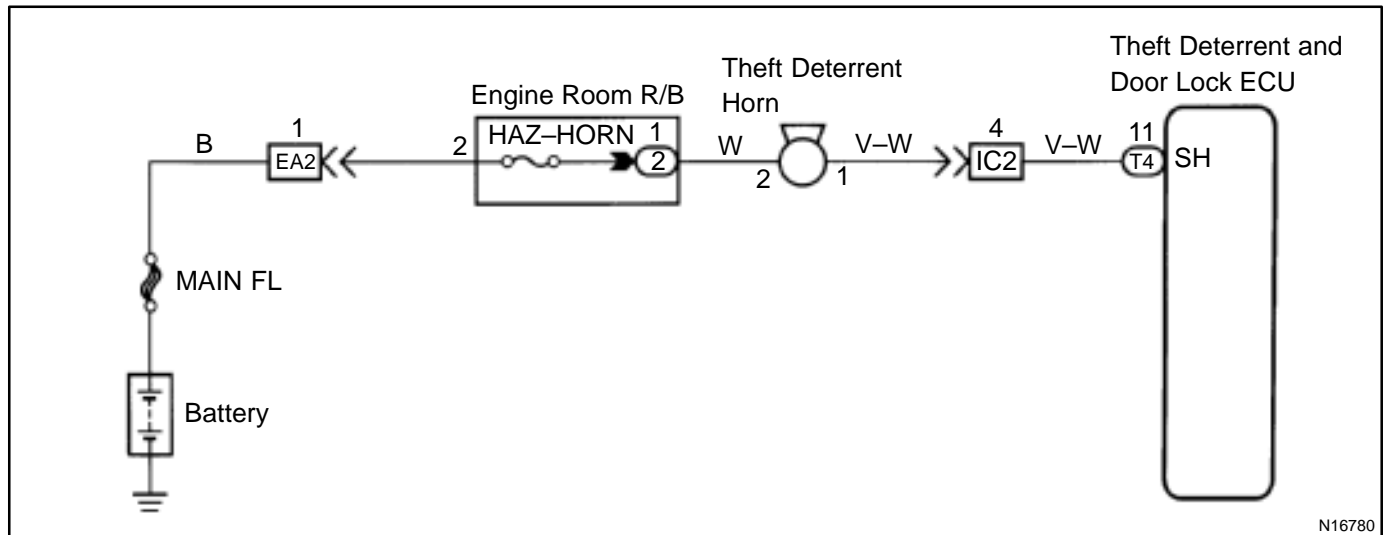 Theft Deterrent and
Door Lock ECU
Theft Deterrent
Horn
Engine Room R/B
HAZ–HORN
1
2
1
B
EA2
2
W
2
1
V–W
4
IC2
V–W
11
T4
SH
MAIN FL
Battery
N16780